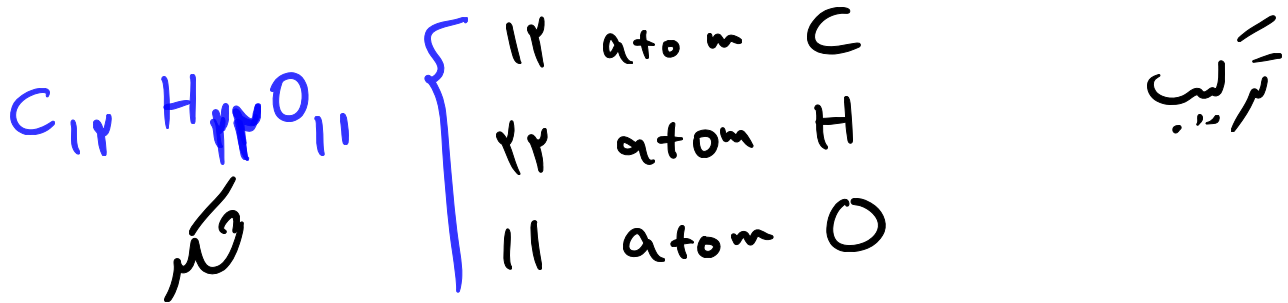 ترکیب
۱۲ atom C
C۱۲ H۲۲ O۱۱
۲۲ atom H
شکر
۱۱ atom O